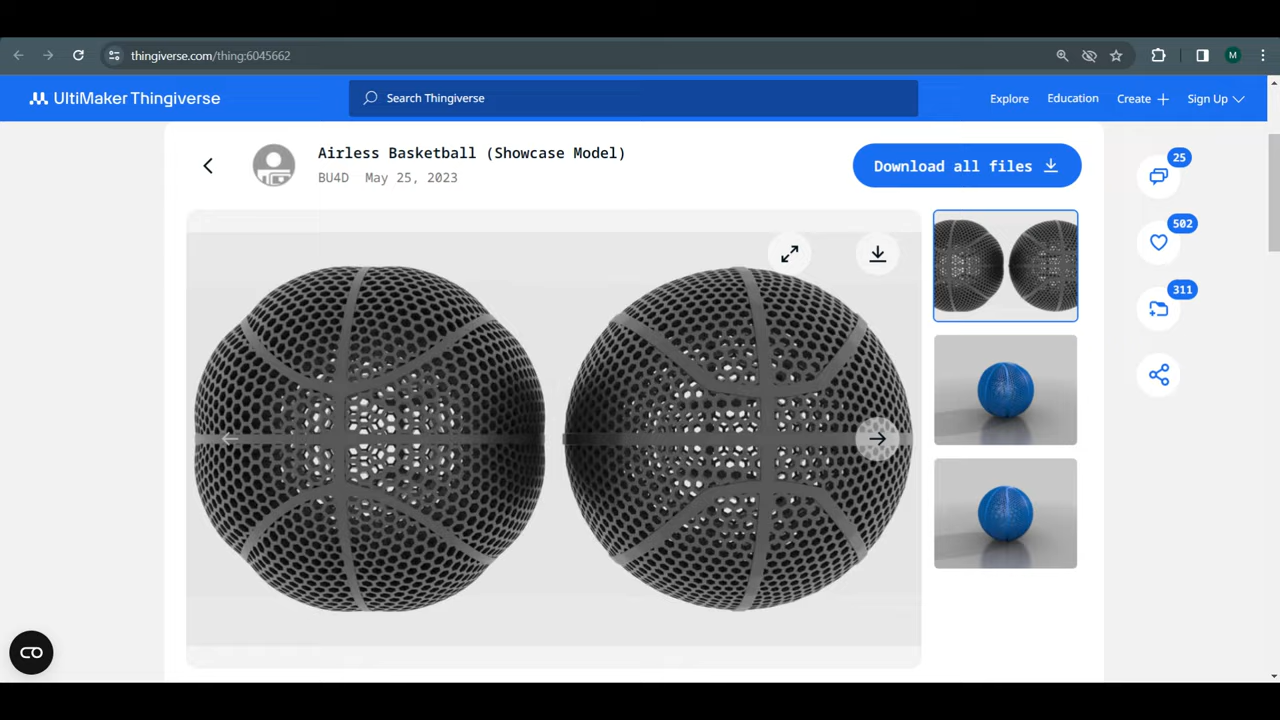 thingiverse.com/thing:6045662
M
UltiMaker Thingiverse
Search Thingiverse
Explore
Education
Create
Sign Up
Airless Basketball (Showcase Model)
BU4D May 25, 2023
Download all files
25
502
311